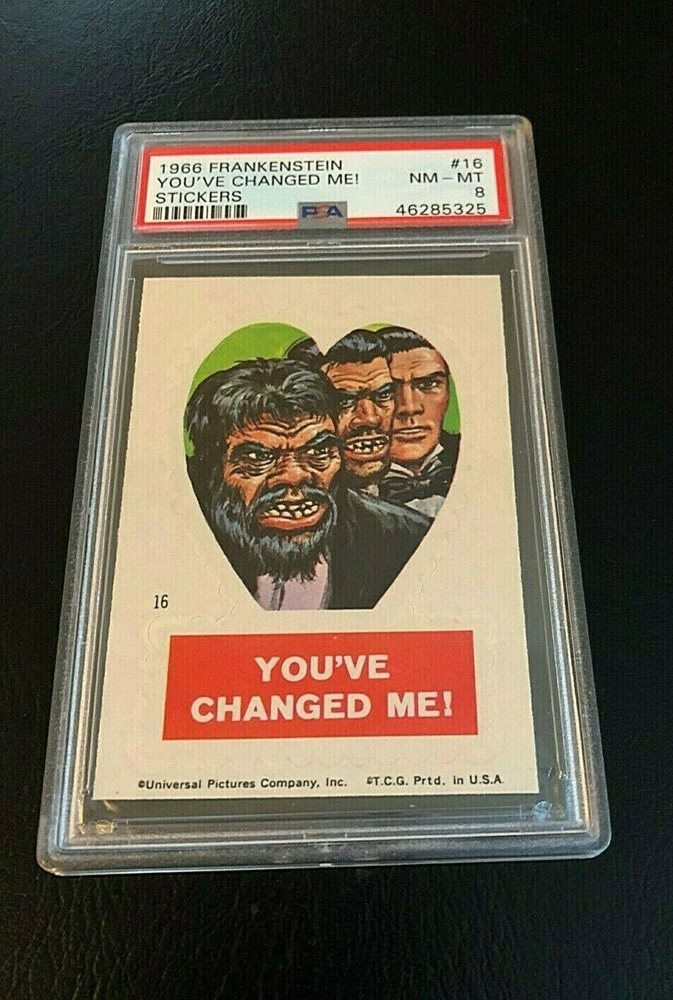 1966 FRANKENSTEIN #16
YOU'VE CHANGED ME! NM – MT
STICKERS 8
PSA 46285325
16
YOU'VE
CHANGED ME!
©Universal Pictures Company, Inc. ©T.C.G. Prtd. in U.S.A.